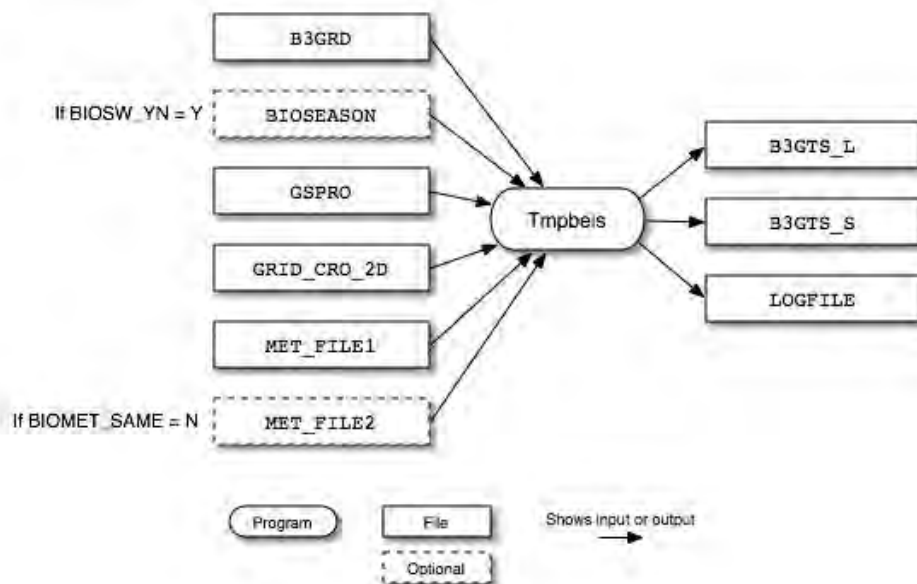 B3GRD
If BIOSW_YN = Y
BIOSEASON
GSPRO
GRID_CRO_2D
MET_FILE1
If BIOMET_SAME = N
MET_FILE2
Tmpbeis
B3GTS_L
B3GTS_S
LOGFILE
Program
File
Optional
Shows input or output